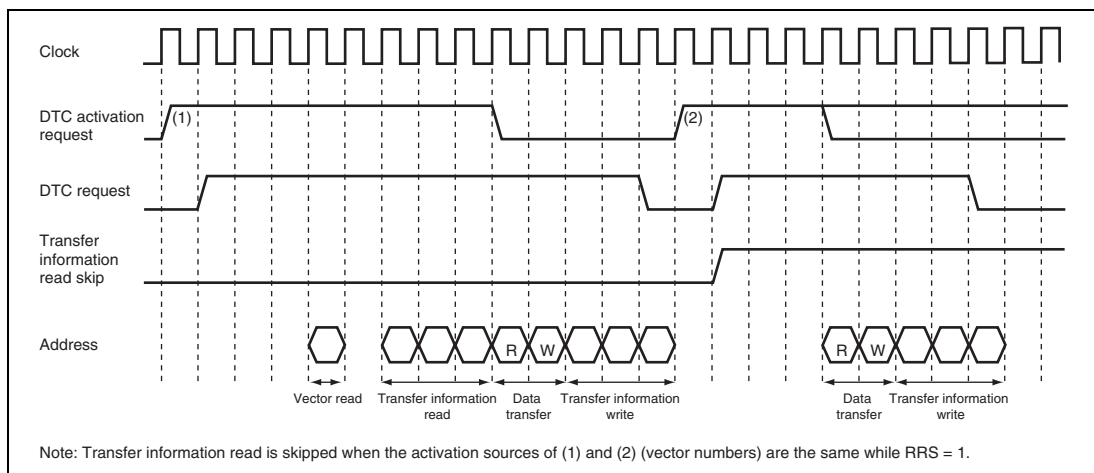 Clock
DTC activation
request
(1)
(2)
DTC request
Transfer
information
read skip
Address
R
W
R
W
Vector read
Transfer information
read
Data
transfer
Transfer information
write
Data
transfer
Transfer information
write
Note: Transfer information read is skipped when the activation sources of (1) and (2) (vector numbers) are the same while RRS = 1.